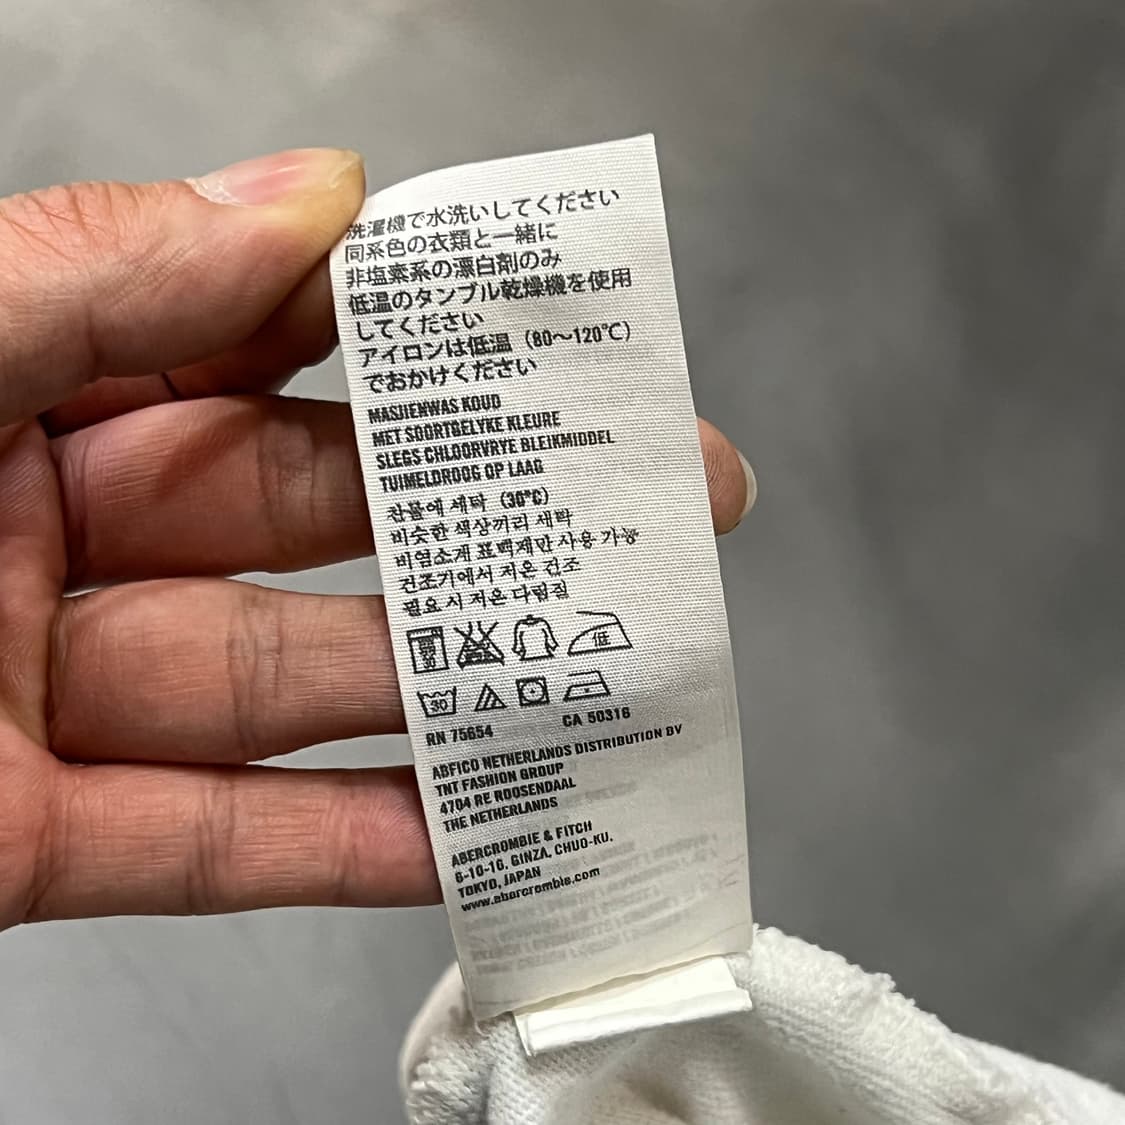 洗濯機で水洗いしてください
同系色の衣類と一緒に
非塩素系の漂白剤のみ
低温のタンブル乾燥機を使用
してください
アイロンは低温（80〜120℃）
でおかけください
MASJIENWAS KOUD
MET SOORTGELYKE KLEURE
SLEGS CHLOORVRYE BLEIKMIDDEL
TUIMELDROOG OP LAAG
찬물에 세탁 (30°C)
비슷한 색상끼리 세탁
비염소계 표백제만 사용 가능
건조기에서 저온 건조
필요시 저온 다림질
低
30
RN 75654 CA 50316
ABFICO NETHERLANDS DISTRIBUTION BV
TNT FASHION GROUP
4704 RE ROOSENDAAL
THE NETHERLANDS
ABERCROMBIE & FITCH
6-10-16, GINZA, CHUO-KU,
TOKYO, JAPAN
www.abercrombie.com